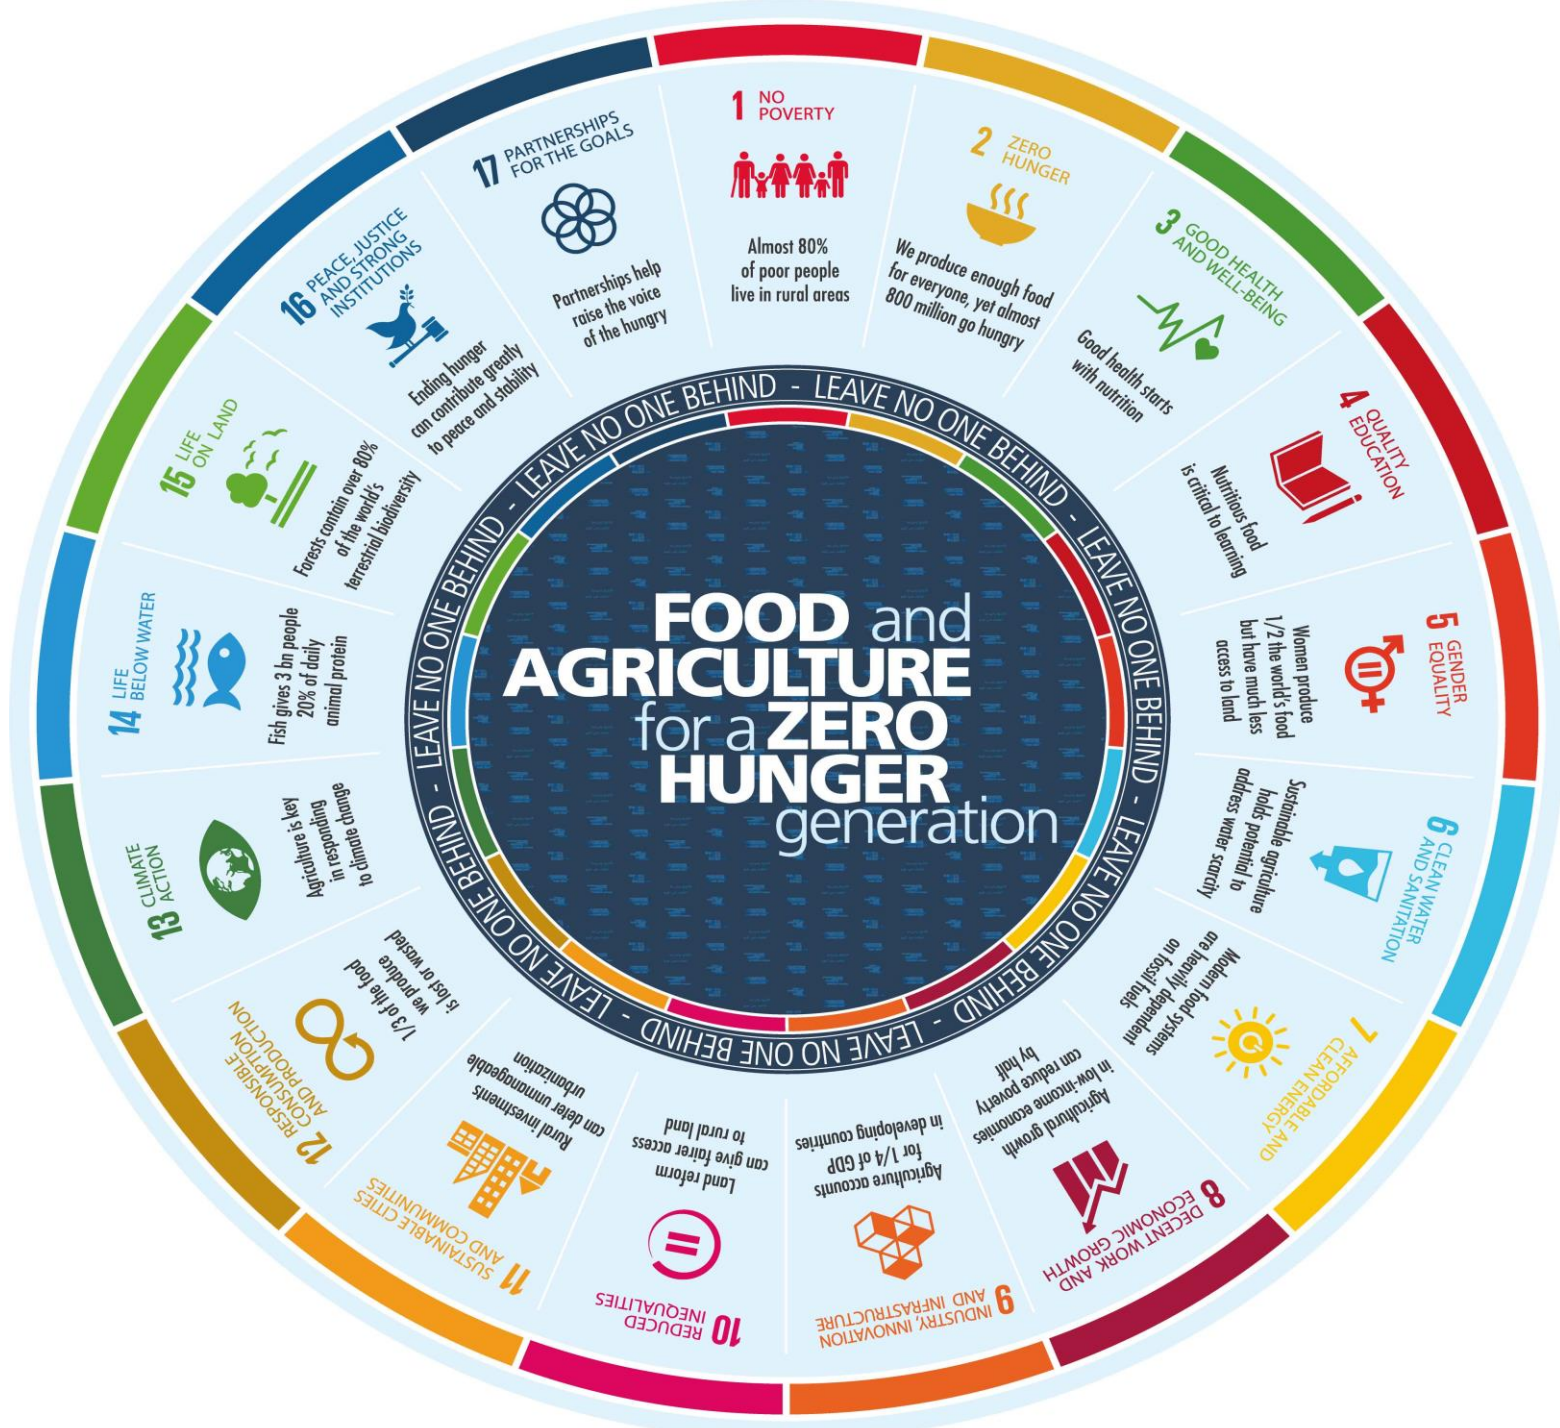 1 NO
POVERTY
Almost 80%
of poor people
live in rural areas
2 ZERO
HUNGER
We produce enough food
for everyone, yet almost
800 million go hungry
3 GOOD HEALTH
AND WELL-BEING
Good health starts
with nutrition
4 QUALITY
EDUCATION
Nutritious food
is critical to learning
5 GENDER
EQUALITY
Women produce
1/2 the world's food
but have much less
access to land
6 CLEAN WATER
AND SANITATION
Sustainable agriculture
holds potential to
address water scarcity
7 AFFORDABLE AND
CLEAN ENERGY
Modern food systems
are heavily dependent
on fossil fuels
8 DECENT WORK AND
ECONOMIC GROWTH
Agricultural growth
in low-income economies
can reduce poverty
by half
9 INDUSTRY, INNOVATION
AND INFRASTRUCTURE
Agriculture accounts
for 1/4 of GDP
in developing countries
10 REDUCED
INEQUALITIES
Land reform
can give fairer access
to rural land
11 SUSTAINABLE CITIES
AND COMMUNITIES
Rural investments
can deter unmanageable
urbanization
12 RESPONSIBLE
CONSUMPTION
AND PRODUCTION
1/3 of the food
we produce
is lost or wasted
13 CLIMATE
ACTION
Agriculture is key
in responding
to climate change
14 LIFE
BELOW WATER
Fish gives 3 bn people
20% of daily
animal protein
15 LIFE
ON LAND
Forests contain over 80%
of the world's
terrestrial biodiversity
16 PEACE, JUSTICE
AND STRONG
INSTITUTIONS
Ending hunger
can contribute greatly
to peace and stability
17 PARTNERSHIPS
FOR THE GOALS
Partnerships help
raise the voice
of the hungry
LEAVE NO ONE BEHIND - LEAVE NO ONE BEHIND - LEAVE NO ONE BEHIND - LEAVE NO ONE BEHIND - LEAVE NO ONE BEHIND - LEAVE NO ONE BEHIND - LEAVE NO ONE BEHIND - LEAVE NO ONE BEHIND -
FOOD and
AGRICULTURE
for a ZERO
HUNGER
generation